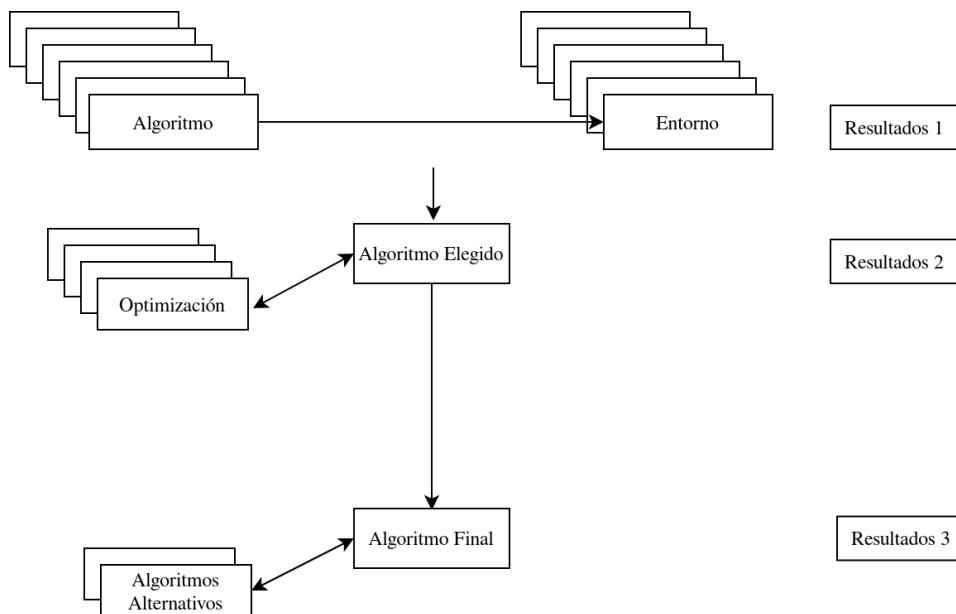 Algoritmo
Entorno
Resultados 1
Algoritmo Elegido
Resultados 2
Optimización
Algoritmo Final
Resultados 3
Algoritmos
Alternativos